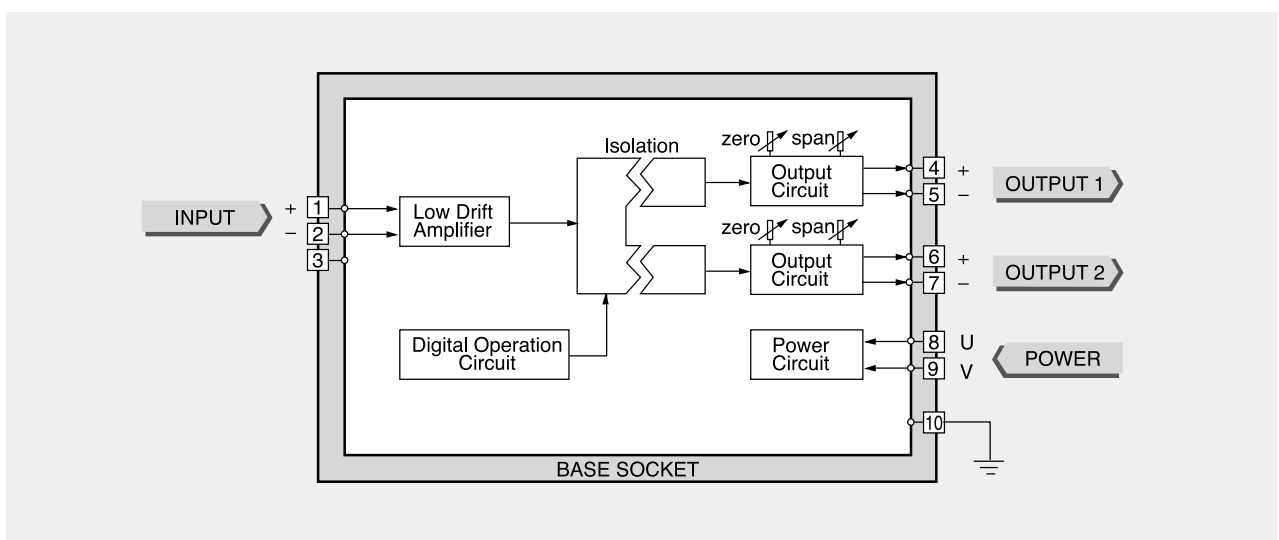 Isolation
zero span
Output
Circuit
4 +
5 −
OUTPUT 1
INPUT
+ 1
− 2
3
Low Drift
Amplifier
zero span
Output
Circuit
6 +
7 −
OUTPUT 2
Digital Operation
Circuit
Power
Circuit
8 U
9 V
POWER
10
BASE SOCKET